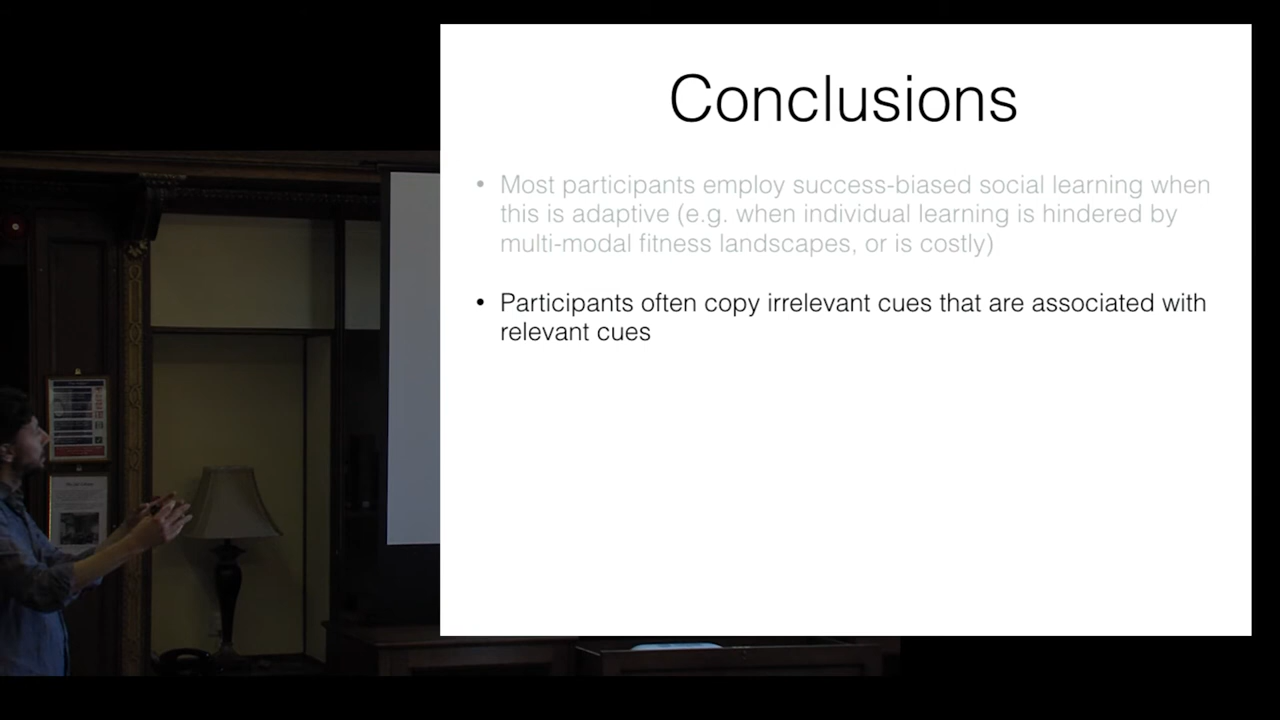 Conclusions
• Most participants employ success-biased social learning when
this is adaptive (e.g. when individual learning is hindered by
multi-modal fitness landscapes, or is costly)
• Participants often copy irrelevant cues that are associated with
relevant cues